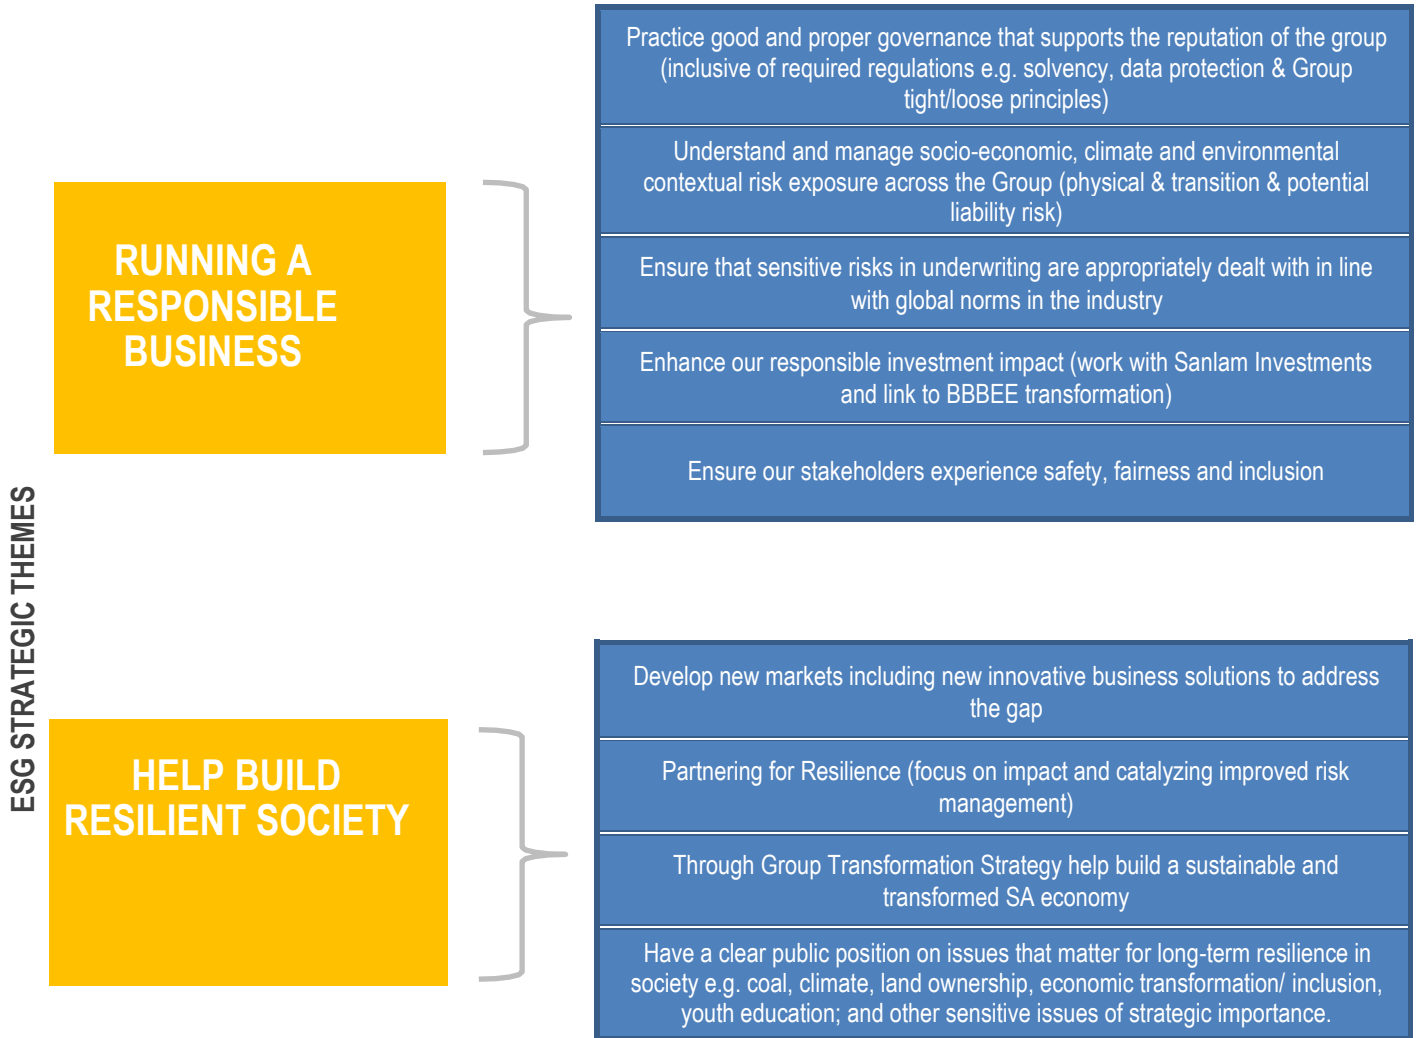 Practice good and proper governance that supports the reputation of the group
(inclusive of required regulations e.g. solvency, data protection & Group
tight/loose principles)
Understand and manage socio-economic, climate and environmental
contextual risk exposure across the Group (physical & transition & potential
liability risk)
RUNNING A
RESPONSIBLE
BUSINESS
Ensure that sensitive risks in underwriting are appropriately dealt with in line
with global norms in the industry
Enhance our responsible investment impact (work with Sanlam Investments
and link to BBBEE transformation)
Ensure our stakeholders experience safety, fairness and inclusion
ESG STRATEGIC THEMES
Develop new markets including new innovative business solutions to address
the gap
HELP BUILD
RESILIENT SOCIETY
Partnering for Resilience (focus on impact and catalyzing improved risk
management)
Through Group Transformation Strategy help build a sustainable and
transformed SA economy
Have a clear public position on issues that matter for long-term resilience in
society e.g. coal, climate, land ownership, economic transformation/ inclusion,
youth education; and other sensitive issues of strategic importance.